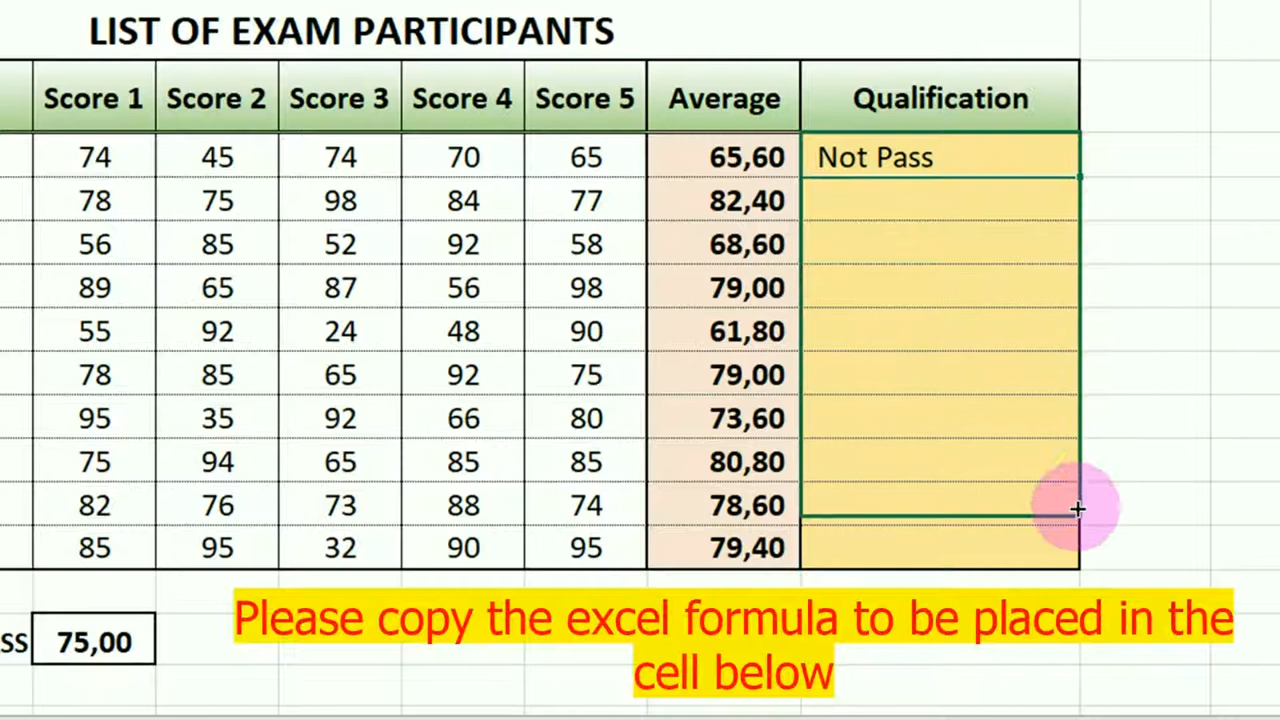 LIST OF EXAM PARTICIPANTS
Score 1 Score 2 Score 3 Score 4 Score 5 Average Qualification
74 45 74 70 65 65,60 Not Pass
78 75 98 84 77 82,40
56 85 52 92 58 68,60
89 65 87 56 98 79,00
55 92 24 48 90 61,80
78 85 65 92 75 79,00
95 35 92 66 80 73,60
75 94 65 85 85 80,80
82 76 73 88 74 78,60
85 95 32 90 95 79,40
SS 75,00
Please copy the excel formula to be placed in the
cell below